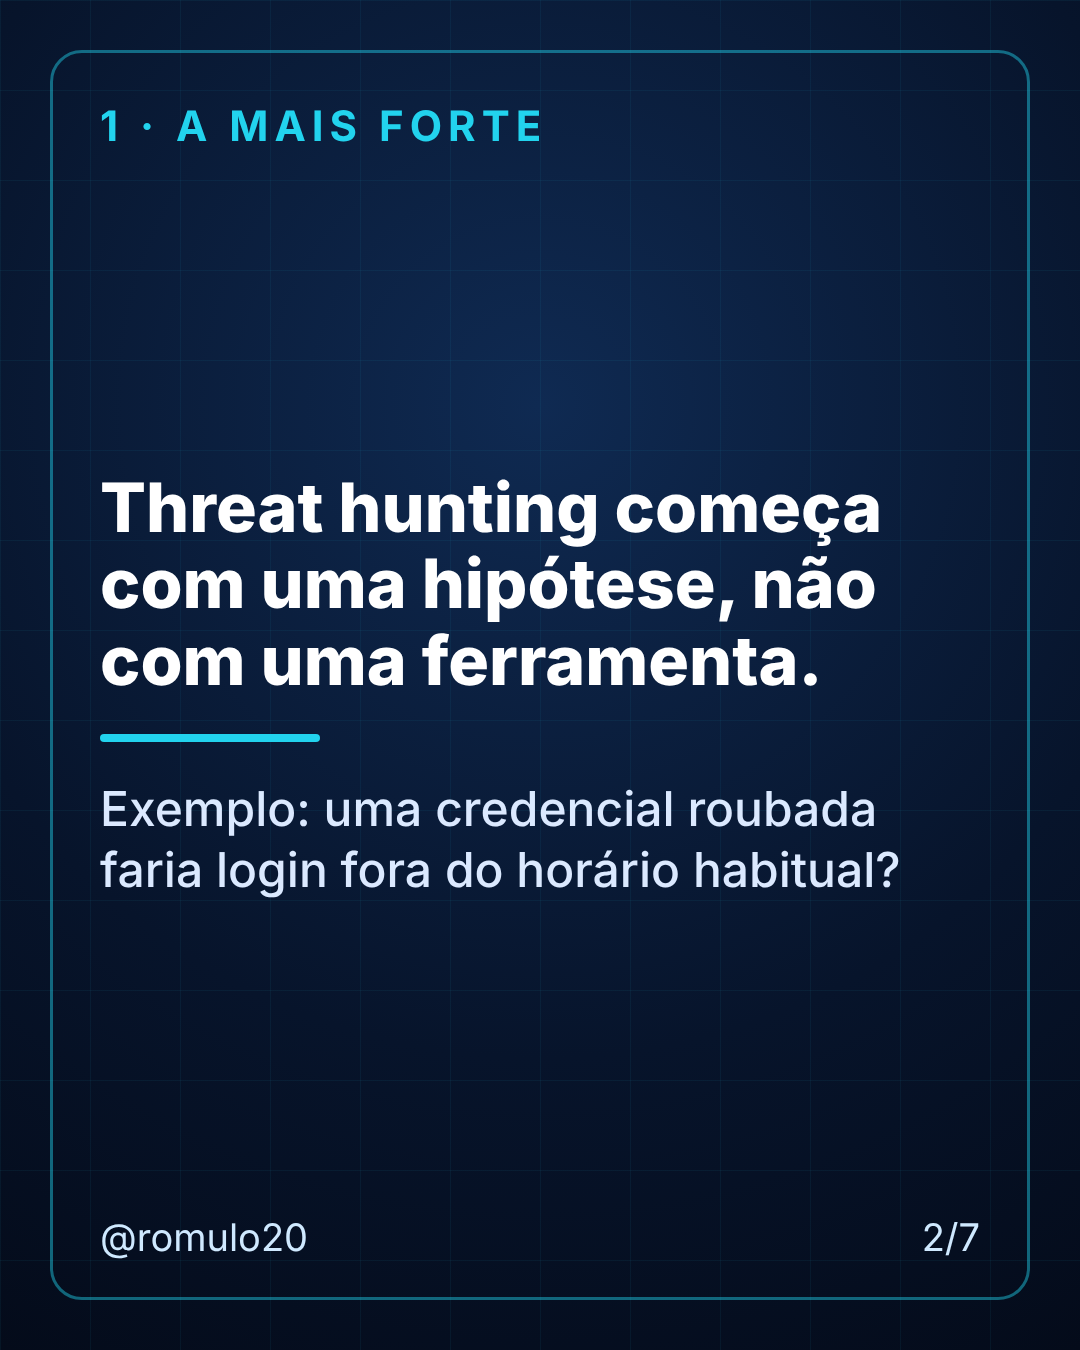 1 · A MAIS FORTE
Threat hunting começa
com uma hipótese, não
com uma ferramenta.
Exemplo: uma credencial roubada
faria login fora do horário habitual?
@romulo20
2/7